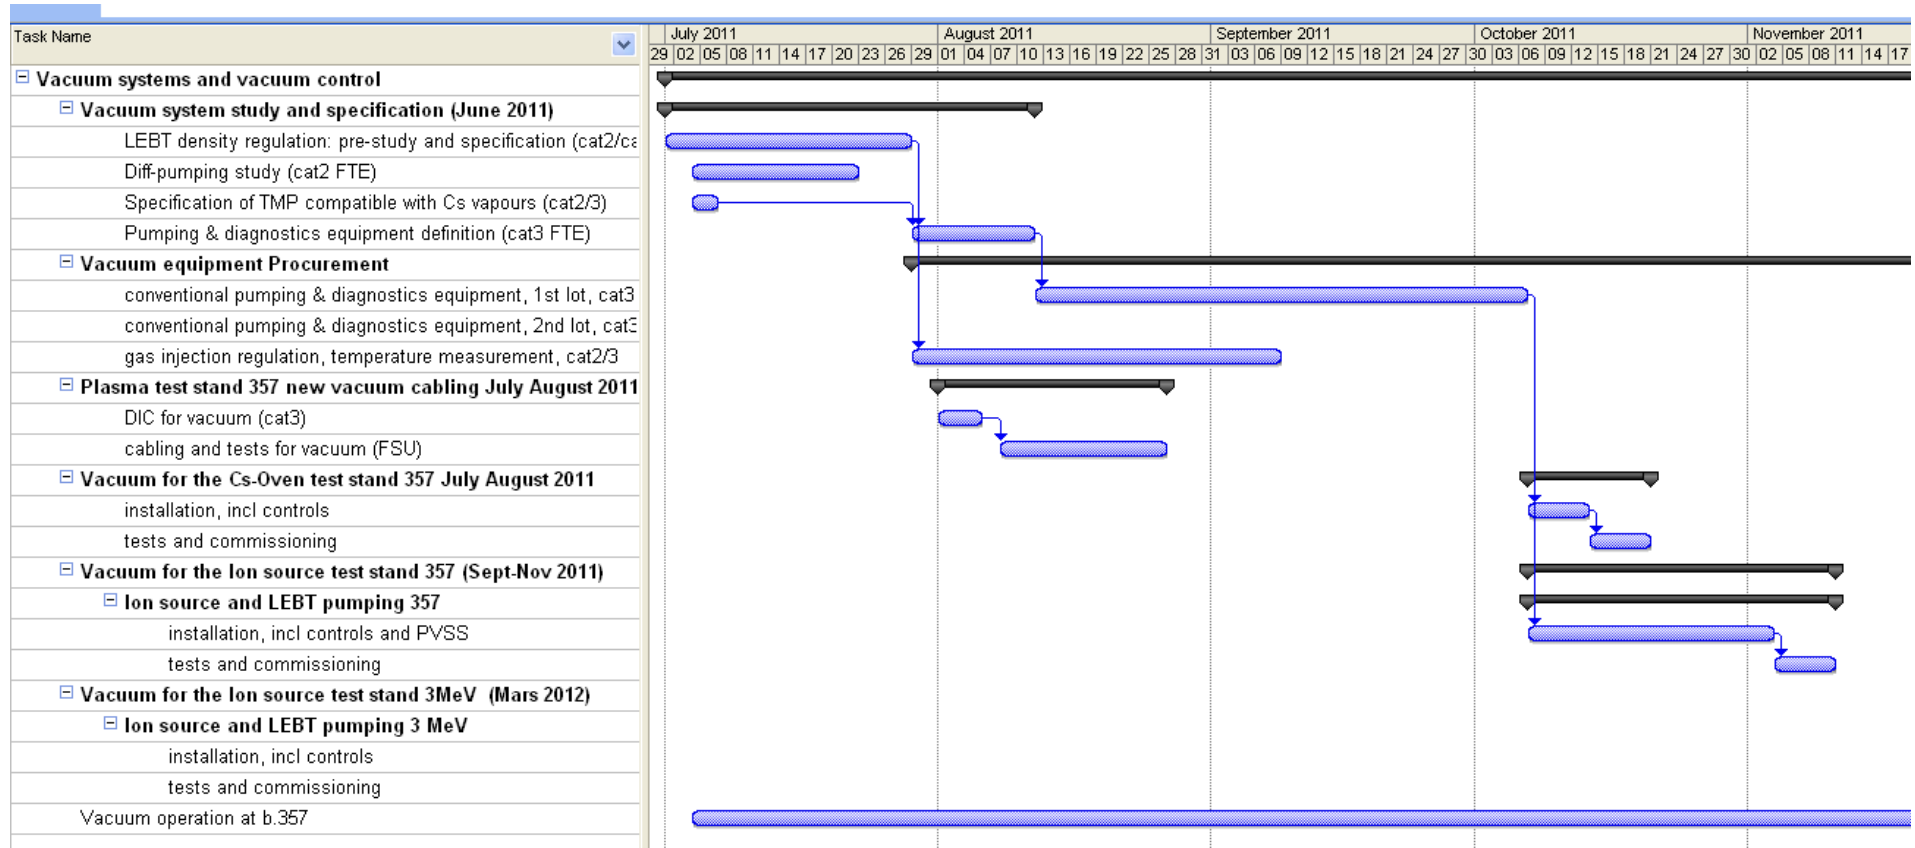 Task Name
July 2011 August 2011 September 2011 October 2011 November 2011
29 02 05 08 11 14 17 20 23 26 29 01 04 07 10 13 16 19 22 25 28 31 03 06 09 12 15 18 21 24 27 30 03 06 09 12 15 18 21 24 27 30 02 05 08 11 14 17
Vacuum systems and vacuum control
Vacuum system study and specification (June 2011)
LEBT density regulation: pre-study and specification (cat2/ca
Diff-pumping study (cat2 FTE)
Specification of TMP compatible with Cs vapours (cat2/3)
Pumping & diagnostics equipment definition (cat3 FTE)
Vacuum equipment Procurement
conventional pumping & diagnostics equipment, 1st lot, cat3
conventional pumping & diagnostics equipment, 2nd lot, cat3
gas injection regulation, temperature measurement, cat2/3
Plasma test stand 357 new vacuum cabling July August 2011
DIC for vacuum (cat3)
cabling and tests for vacuum (FSU)
Vacuum for the Cs-Oven test stand 357 July August 2011
installation, incl controls
tests and commissioning
Vacuum for the Ion source test stand 357 (Sept-Nov 2011)
Ion source and LEBT pumping 357
installation, incl controls and PVSS
tests and commissioning
Vacuum for the Ion source test stand 3MeV (Mars 2012)
Ion source and LEBT pumping 3 MeV
installation, incl controls
tests and commissioning
Vacuum operation at b.357